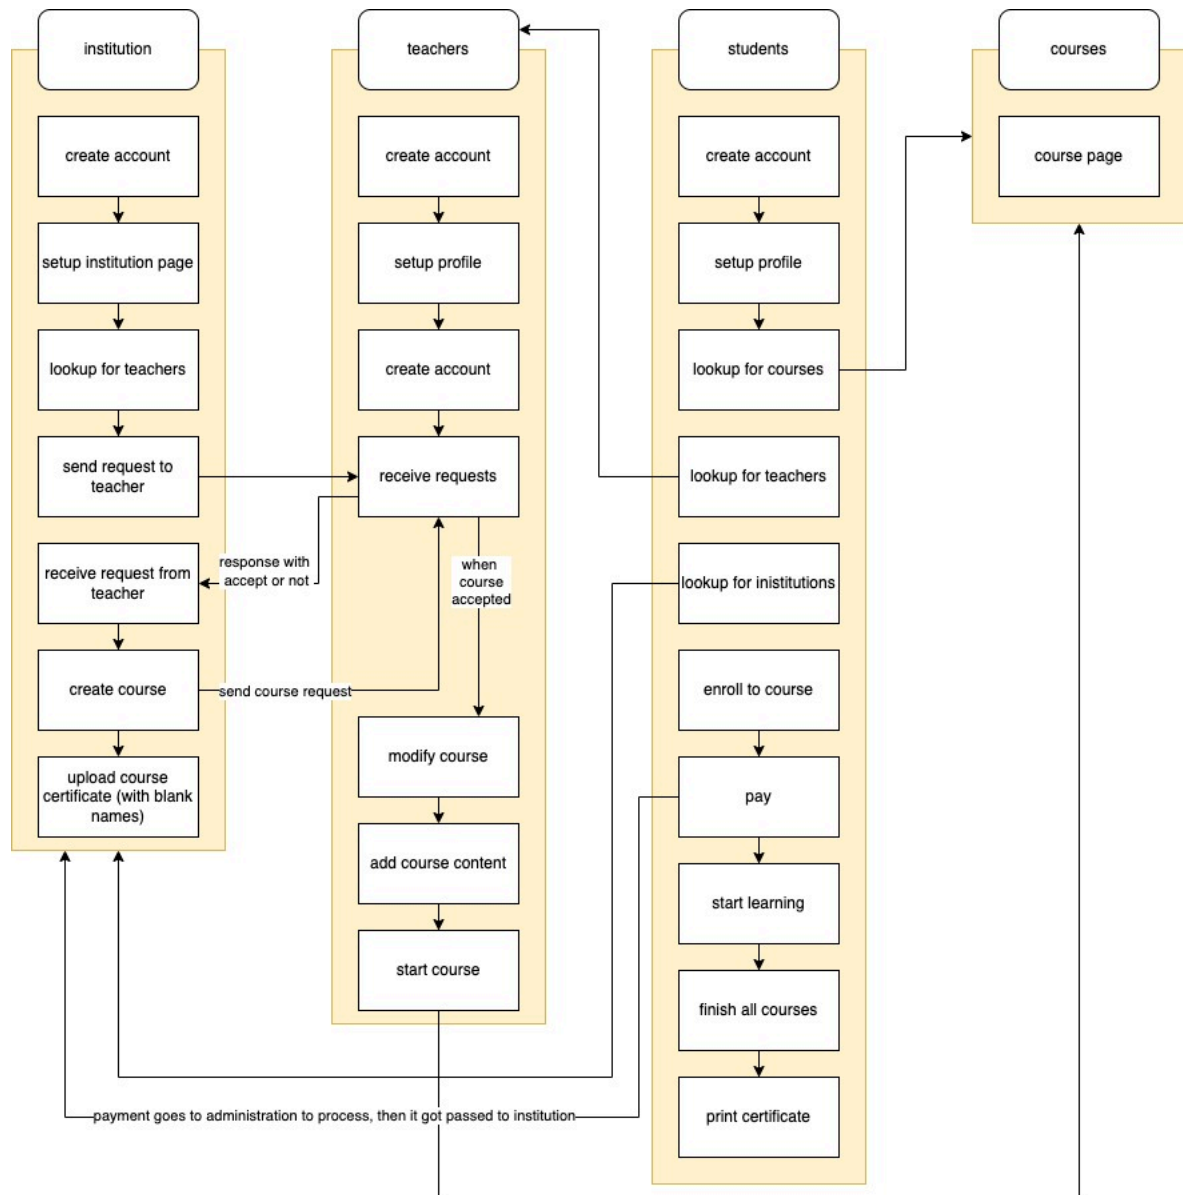 institution
teachers
students
courses
create account
create account
create account
course page
setup institution page
setup profile
setup profile
lookup for teachers
create account
lookup for courses
send request to
teacher
receive requests
lookup for teachers
receive request from
teacher
response with
accept or not
when
course
accepted
lookup for inistitutions
create course
send course request
enroll to course
upload course
certificate (with blank
names)
modify course
pay
add course content
start learning
start course
finish all courses
payment goes to administration to process, then it got passed to institution
print certificate